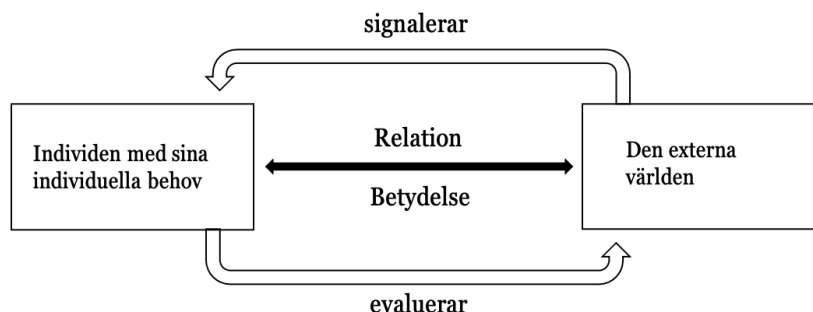 signalerar
Individen med sina
individuella behov
Relation
Betydelse
Den externa
världen
evaluerar